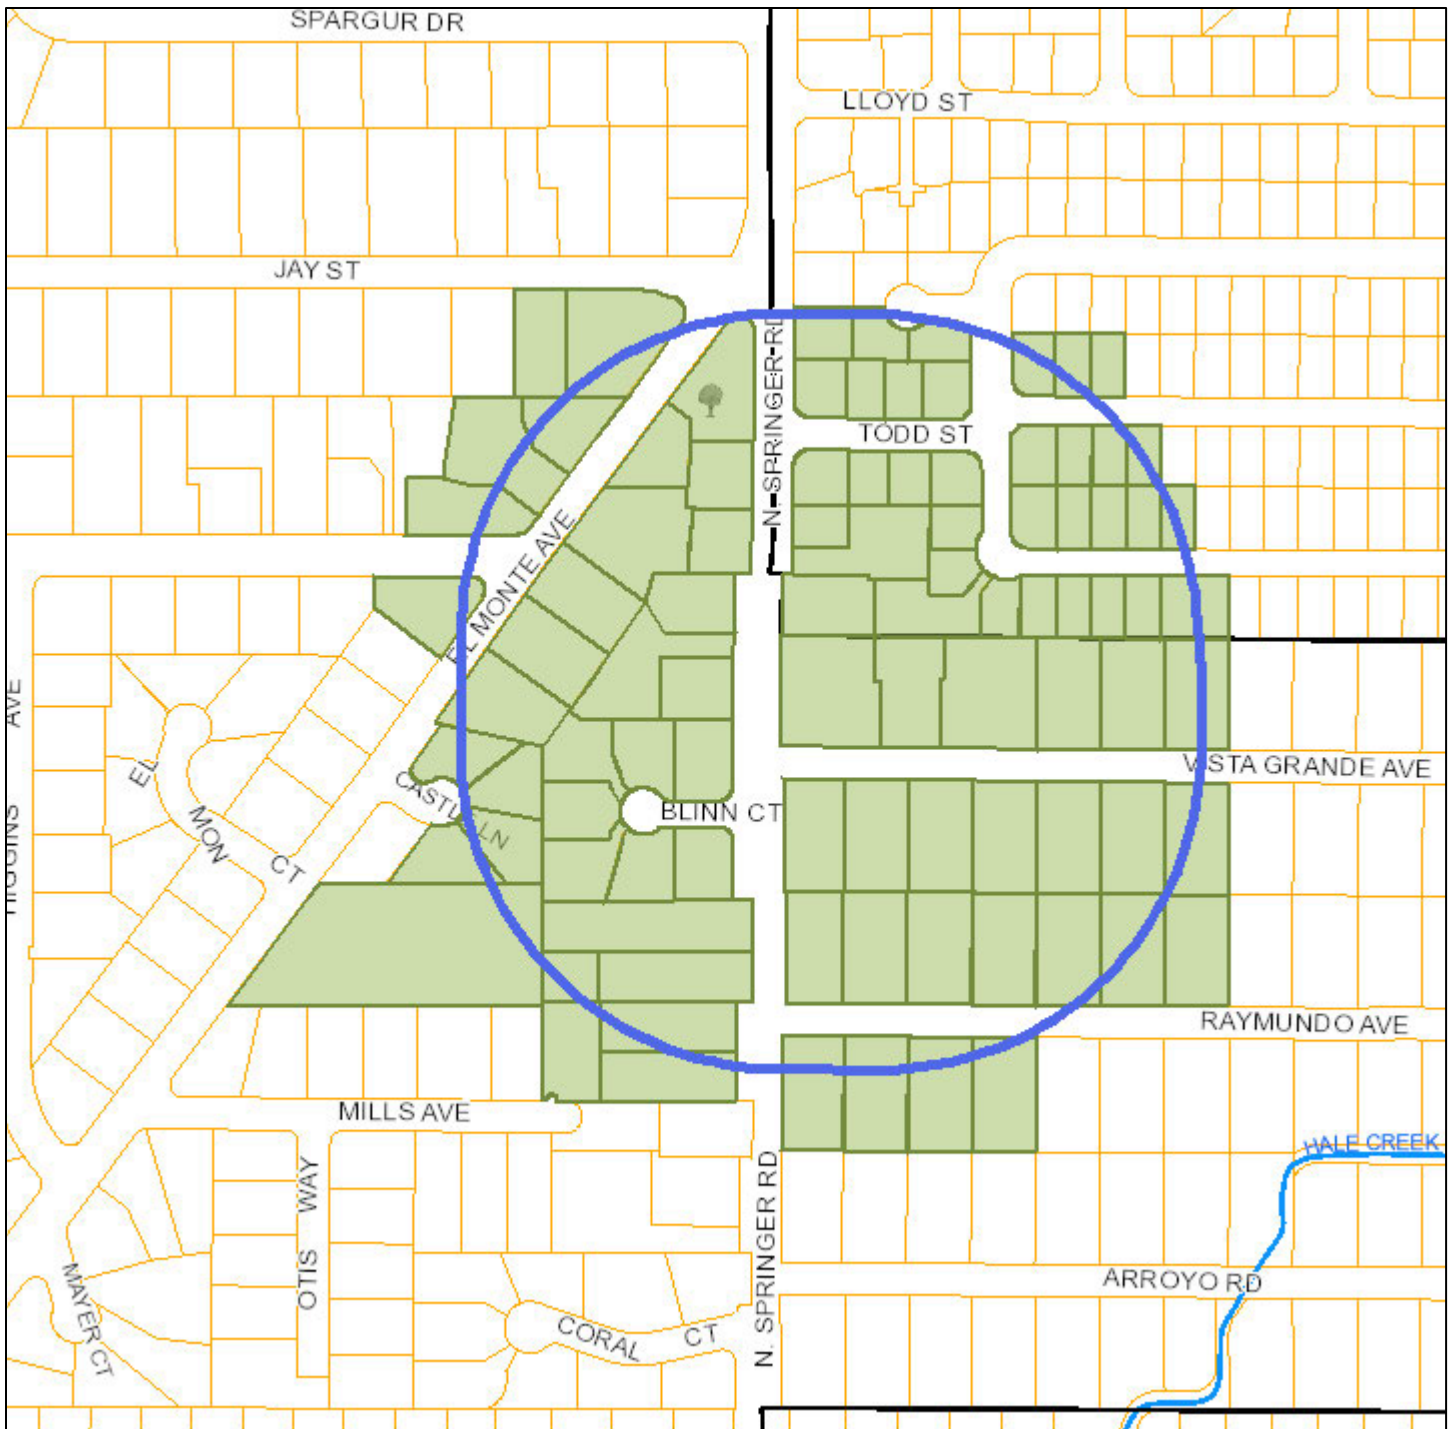 SPARGUR DR
LLOYD ST
JAY ST
N. SPRINGER RD
TODD ST
EL MONTE AVE
HIGGINS AVE
EL MON CT
CASTLE LN
BLINN CT
VISTA GRANDE AVE
RAYMUNDO AVE
MILLS AVE
OTIS WAY
N. SPRINGER RD
HALE CREEK
ARROYO RD
MAYER CT
CORAL CT